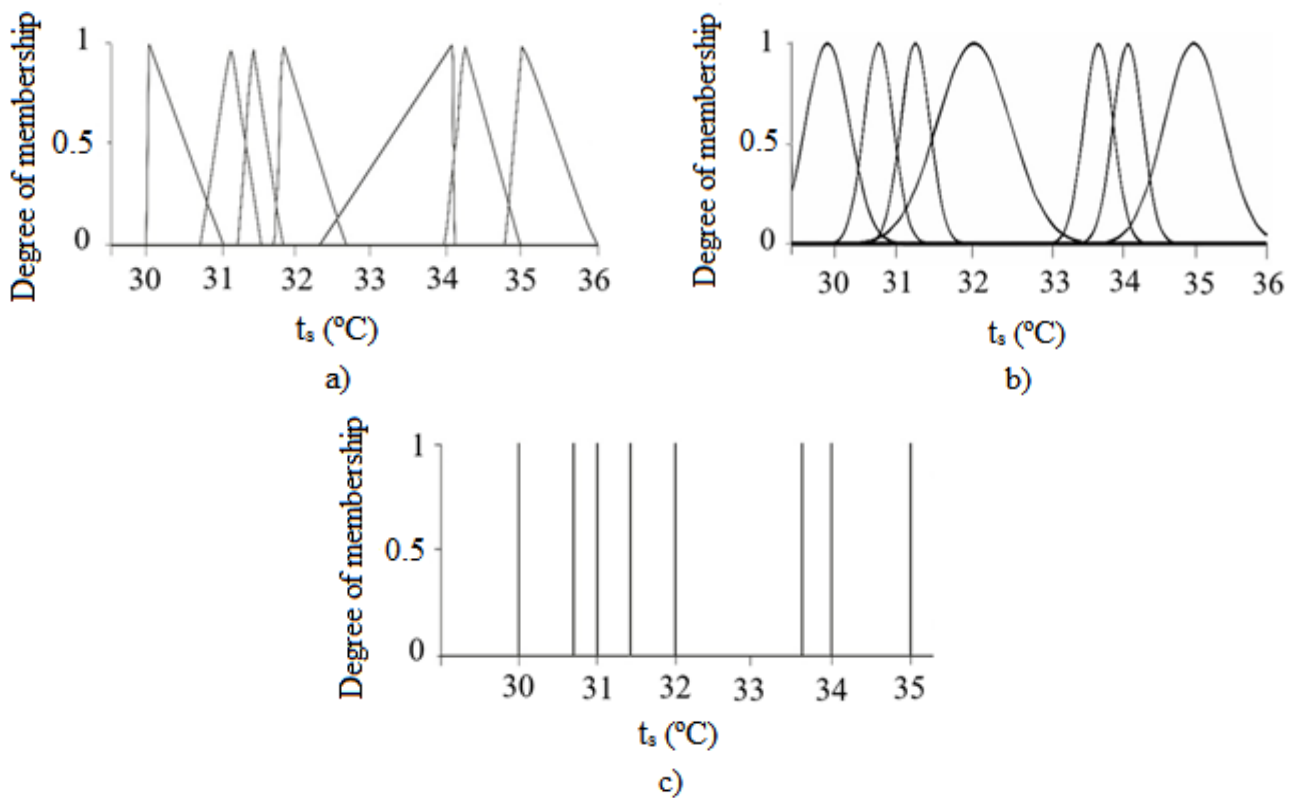 Degree of membership
1
0.5
0
30 31 32 33 34 35 36
tₛ (ºC)
a)
Degree of membership
1
0.5
0
30 31 32 33 34 35 36
tₛ (ºC)
b)
Degree of membership
1
0.5
0
30 31 32 33 34 35
tₛ (ºC)
c)